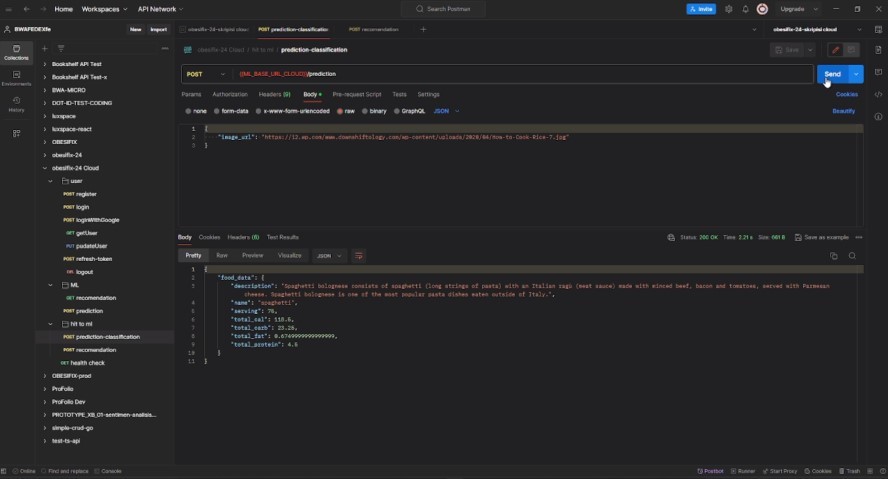 Home Workspaces API Network Search Postman Invite Upgrade
BWAFEDEXfe New Import obesifix-24-skripisi clou POST prediction-classification POST recomendation obesifix-24-skripisi cloud
Collections
Environments
History
Bookshelf API Test
Bookshelf API Test-x
BWA-MICRO
DOT-ID-TEST-CODING
luxspace
luxspace-react
OBESIFIX
obesifix-24
obesifix-24 Cloud
user
POST register
POST login
POST loginWithGoogle
GET getUser
PUT pudateUser
POST refresh-token
DEL logout
ML
GET recomendation
POST prediction
hit to ml
POST prediction-classification
POST recomendation
GET health check
OBESIFIX-prod
ProFolio
ProFolio Dev
PROTOTYPE_XB_01-sentimen-analisis...
simple-crud-go
test-ts-api
obesifix-24 Cloud / hit to ml / prediction-classification Save
POST {{ML_BASE_URL_CLOUD}}/prediction Send
Params Authorization Headers (9) Body Pre-request Script Tests Settings Cookies
none form-data x-www-form-urlencoded raw binary GraphQL JSON Beautify
1 {
2 "image_url": "https://i2.wp.com/www.downshiftology.com/wp-content/uploads/2020/04/How-to-Cook-Rice-7.jpg"
3 }
Body Cookies Headers (6) Test Results Status: 200 OK Time: 2.21 s Size: 661 B Save as example
Pretty Raw Preview Visualize JSON
1 {
2 "food_data": {
3 "description": "Spaghetti bolognese consists of spaghetti (long strings of pasta) with an Italian ragù (meat sauce) made with minced beef, bacon and tomatoes, served with Parmesan
cheese. Spaghetti bolognese is one of the most popular pasta dishes eaten outside of Italy.",
4 "name": "spaghetti",
5 "serving": 75,
6 "total_cal": 118.5,
7 "total_carb": 23.26,
8 "total_fat": 0.6749999999999999,
9 "total_protein": 4.5
10 }
11 }
Online Find and replace Console Postbot Runner Start Proxy Cookies Trash